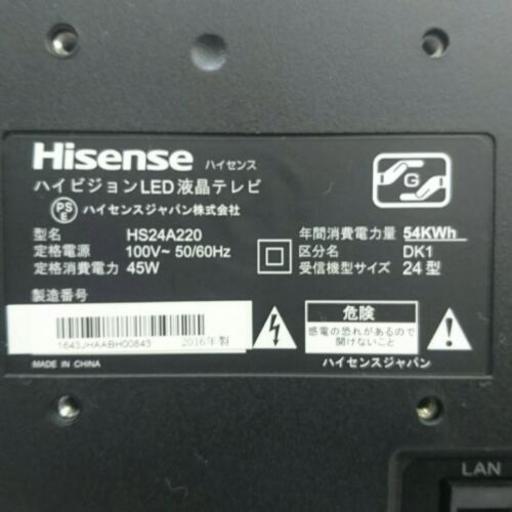 Hisense ハイセンス
ハイビジョンLED液晶テレビ
PSE ハイセンスジャパン株式会社
型名 HS24A220
定格電源 100V~ 50/60Hz
定格消費電力 45W
G
年間消費電力量 54KWh
区分名 DK1
受信機型サイズ 24型
製造番号
1643JHAABH00843 2016年製
危険
感電の恐れがあるので
開けないこと
ハイセンスジャパン
MADE IN CHINA
LAN